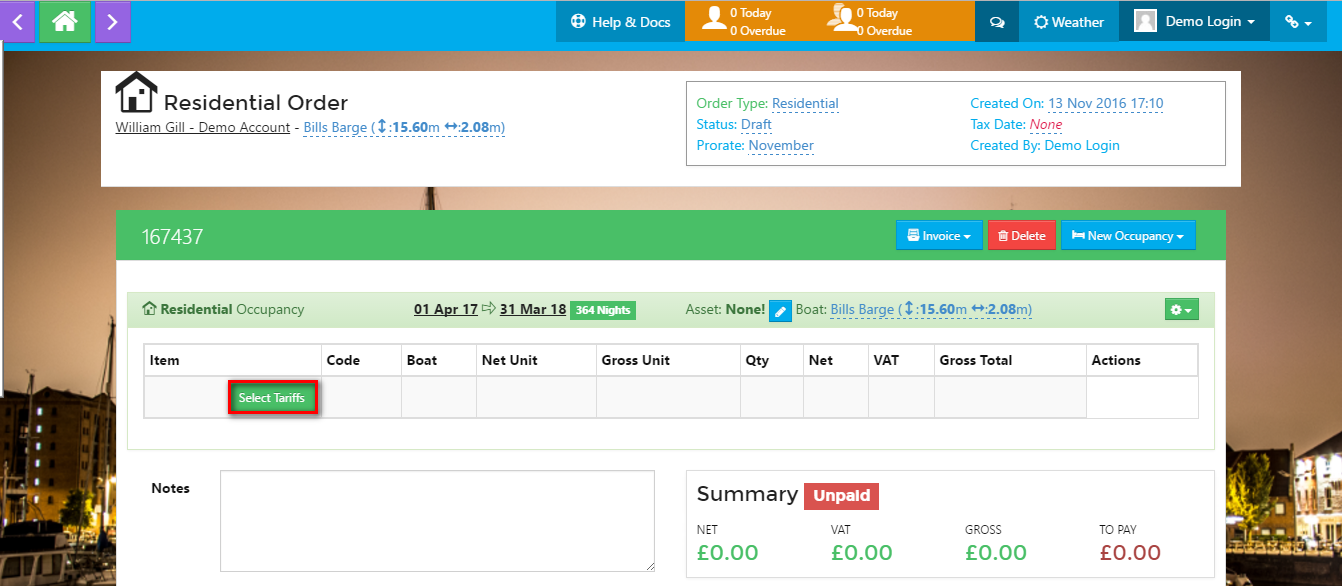 Help & Docs
0 Today
0 Overdue
0 Today
0 Overdue
Weather
Demo Login
Residential Order
William Gill - Demo Account - Bills Barge (↕:15.60m ↔:2.08m)
Order Type: Residential
Status: Draft
Prorate: November
Created On: 13 Nov 2016 17:10
Tax Date: None
Created By: Demo Login
167437
Invoice
Delete
New Occupancy
Residential Occupancy
01 Apr 17 ⇨ 31 Mar 18 364 Nights
Asset: None! Boat: Bills Barge (↕:15.60m ↔:2.08m)
Item Code Boat Net Unit Gross Unit Qty Net VAT Gross Total Actions
Select Tariffs
Notes
Summary Unpaid
NET VAT GROSS TO PAY
£0.00 £0.00 £0.00 £0.00